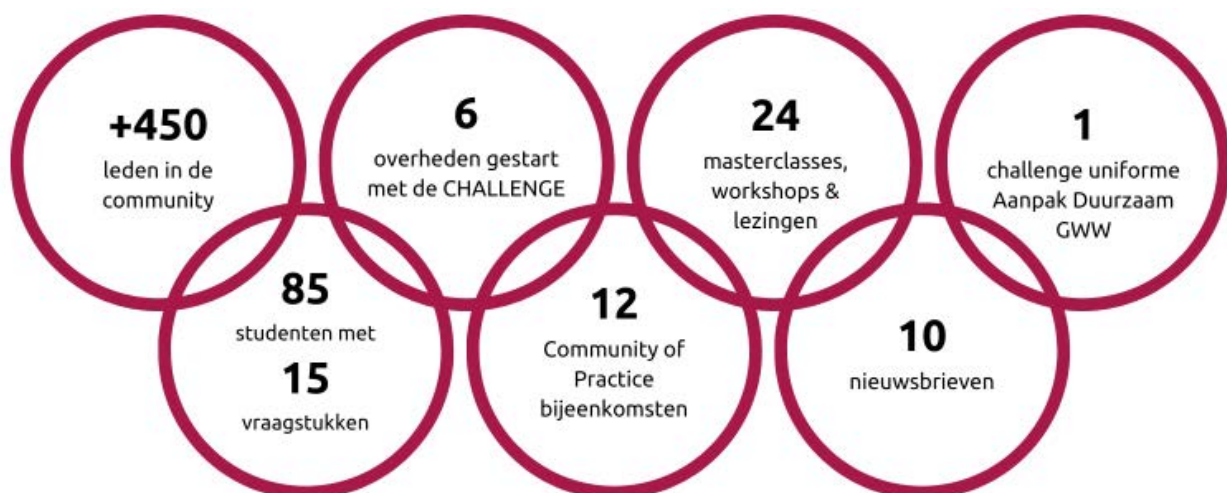 +450
leden in de
community
6
overheden gestart
met de CHALLENGE
24
masterclasses,
workshops &
lezingen
1
challenge uniforme
Aanpak Duurzaam
GWW
85
studenten met
15
vraagstukken
12
Community of
Practice
bijeenkomsten
10
nieuwsbrieven